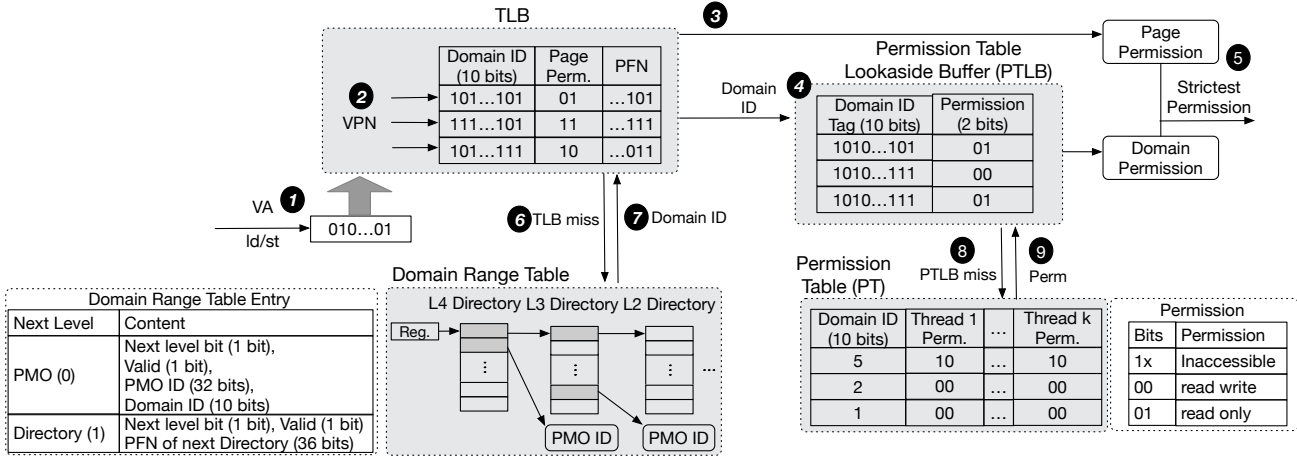 TLB
Domain ID
(10 bits)
Page
Perm.
PFN
101...101 01 ...101
111...101 11 ...111
101...111 10 ...011
2
VPN
1
VA
ld/st
010...01
3
Domain
ID
4
Permission Table
Lookaside Buffer (PTLB)
Domain ID
Tag (10 bits)
Permission
(2 bits)
1010...101 01
1010...111 00
1010...111 01
Page
Permission
5
Strictest
Permission
Domain
Permission
6 TLB miss
7 Domain ID
8
PTLB miss
9
Perm
Domain Range Table Entry
Next Level Content
PMO (0)
Next level bit (1 bit),
Valid (1 bit),
PMO ID (32 bits),
Domain ID (10 bits)
Directory (1)
Next level bit (1 bit), Valid (1 bit)
PFN of next Directory (36 bits)
Domain Range Table
L4 Directory L3 Directory L2 Directory
Reg.
...
...
...
...
PMO ID
PMO ID
Permission
Table (PT)
Domain ID
(10 bits)
Thread 1
Perm.
...
Thread k
Perm.
5 10 ... 10
2 00 ... 00
1 00 ... 00
Permission
Bits Permission
1x Inaccessible
00 read write
01 read only